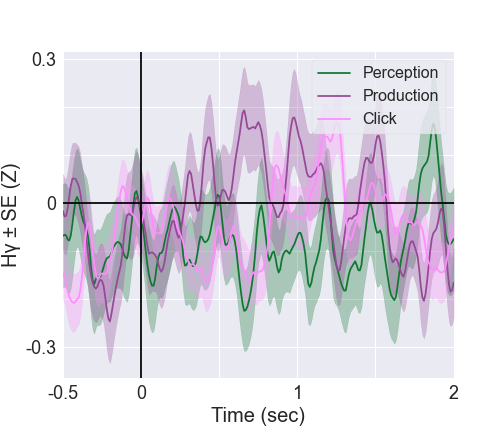 0.3
0
-0.3
Hγ ± SE (Z)
Perception
Production
Click
-0.5
0
1
2
Time (sec)